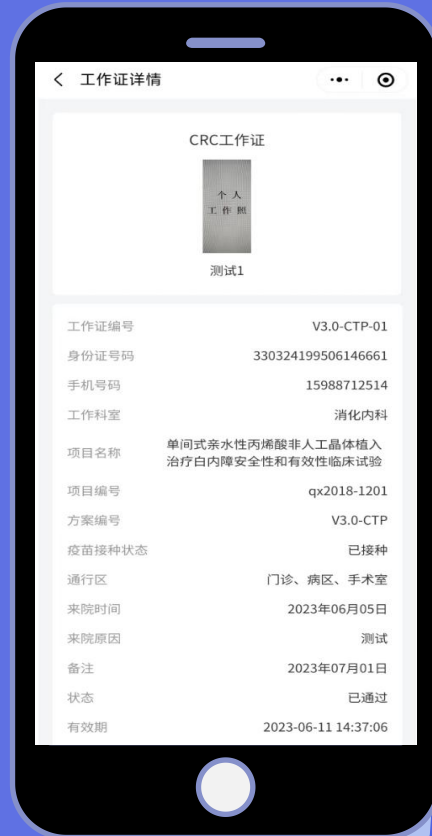 工作证详情
CRC工作证
个人
工作照
测试1
工作证编号 V3.0-CTP-01
身份证号码 330324199506146661
手机号码 15988712514
工作科室 消化内科
项目名称 单间式亲水性丙烯酸非人工晶体植入
治疗白内障安全性和有效性临床试验
项目编号 qx2018-1201
方案编号 V3.0-CTP
疫苗接种状态 已接种
通行区 门诊、病区、手术室
来院时间 2023年06月05日
来院原因 测试
备注 2023年07月01日
状态 已通过
有效期 2023-06-11 14:37:06